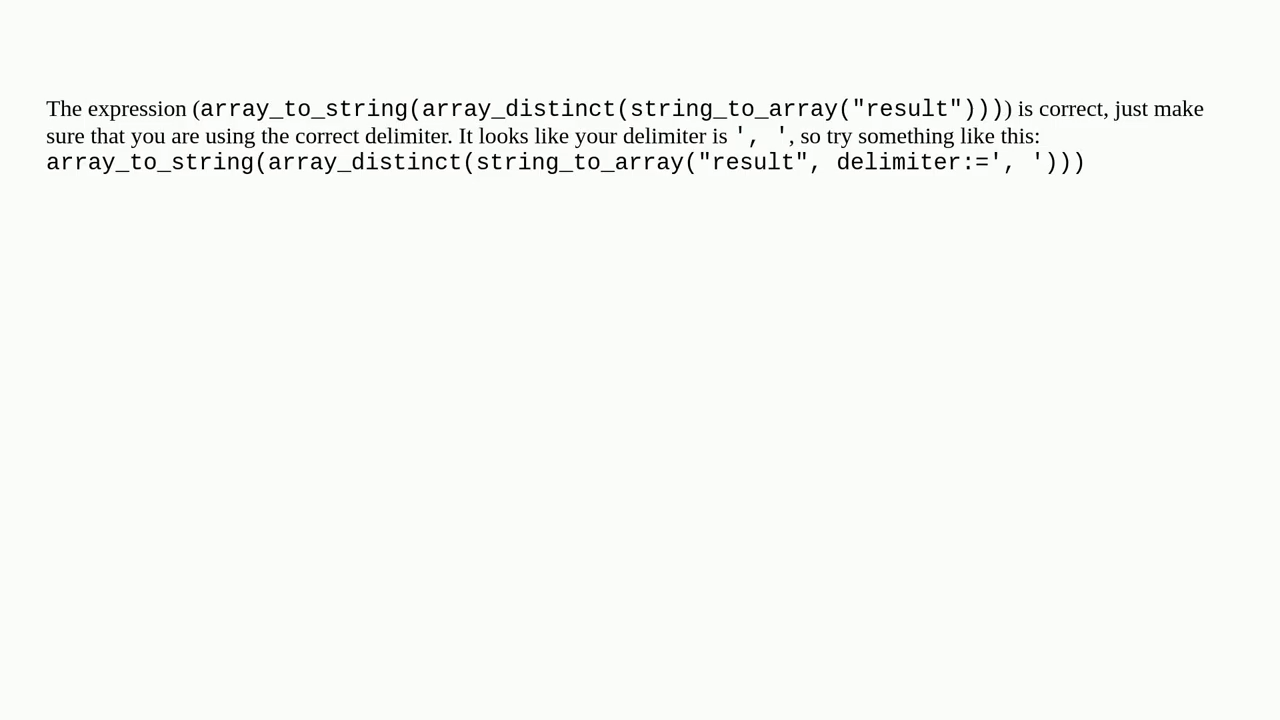 The expression (array_to_string(array_distinct(string_to_array("result")))) is correct, just make
sure that you are using the correct delimiter. It looks like your delimiter is ', ', so try something like this:
array_to_string(array_distinct(string_to_array("result", delimiter:=', ')))